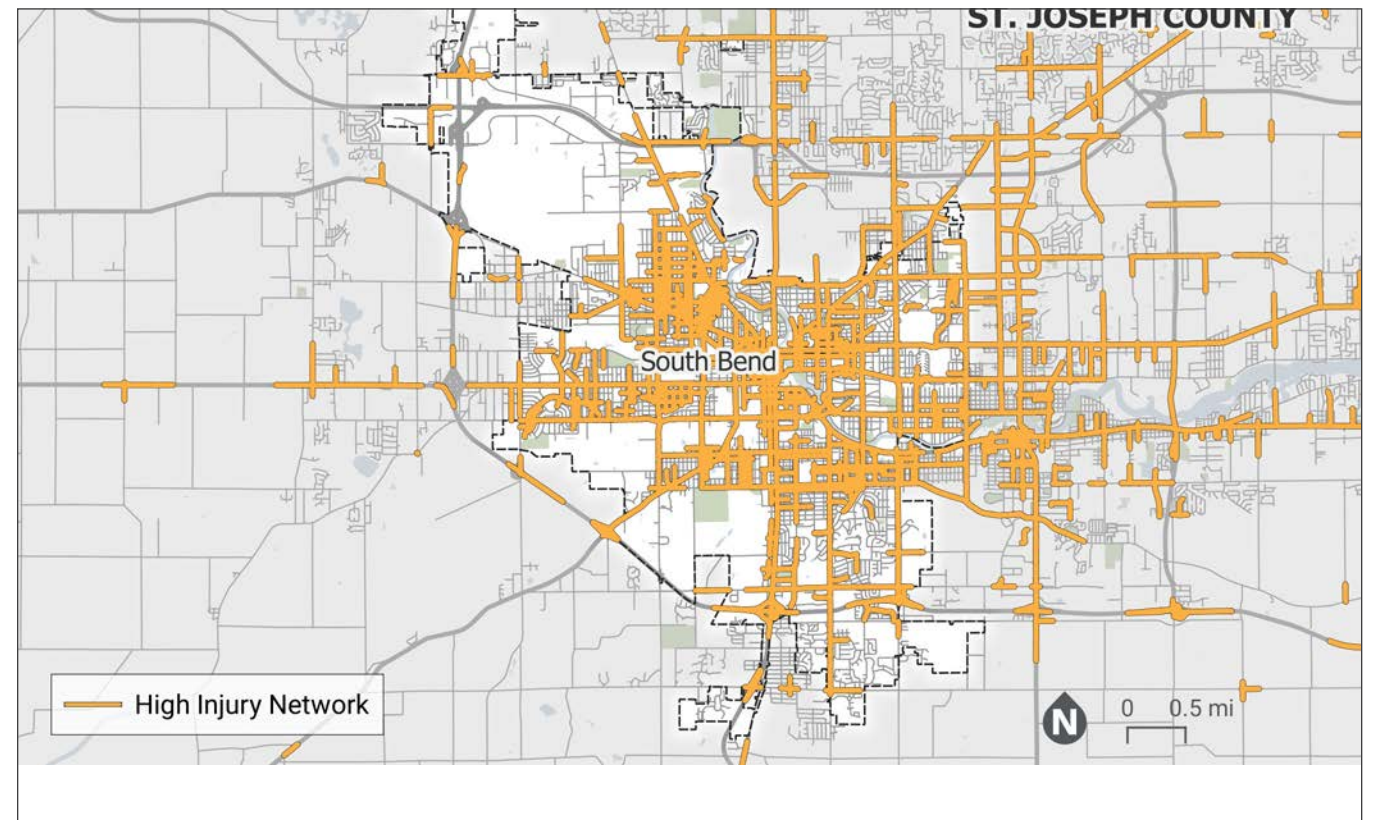 ST. JOSEPH COUNTY
South Bend
High Injury Network
N
0 0.5 mi